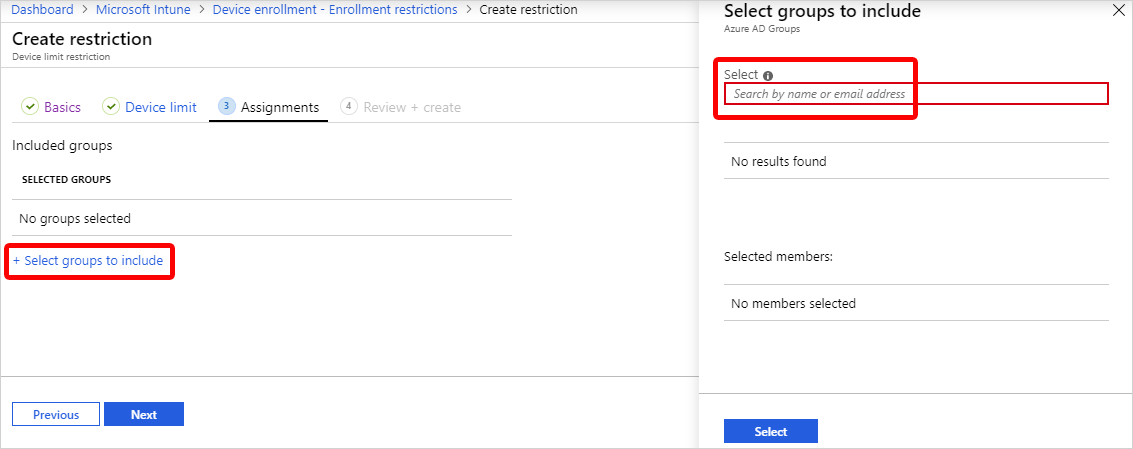 Dashboard > Microsoft Intune > Device enrollment - Enrollment restrictions > Create restriction
Create restriction
Device limit restriction
Basics
Device limit
3 Assignments
4 Review + create
Included groups
SELECTED GROUPS
No groups selected
+ Select groups to include
Previous
Next
Select groups to include
Azure AD Groups
Select
Search by name or email address
No results found
Selected members:
No members selected
Select